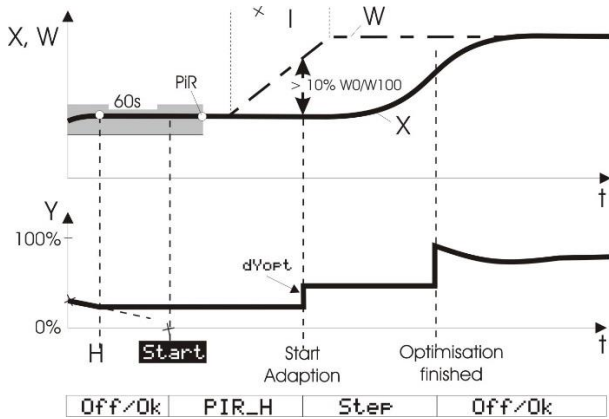 I
W
X, W
PiR
60s
> 10% W0/W100
X
t
Y
100%
dYopt
0%
t
H
Start
Start
Adaption
Optimisation
finished
Off/Ok
PIR_H
Step
Off/Ok